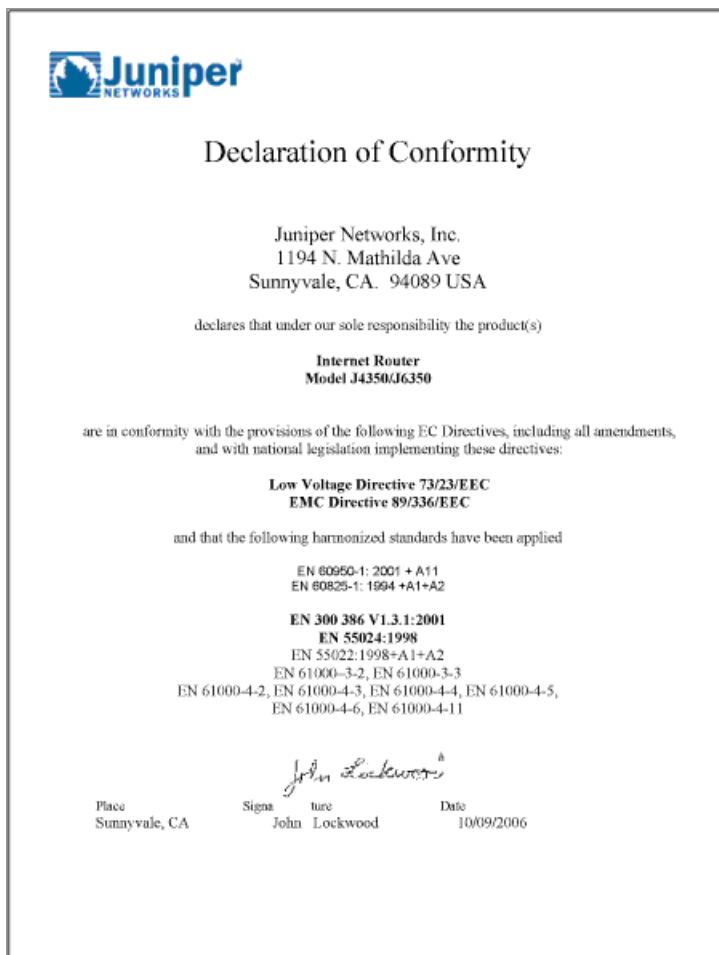 Juniper
NETWORKS
Declaration of Conformity
Juniper Networks, Inc.
1194 N. Mathilda Ave
Sunnyvale, CA. 94089 USA
declares that under our sole responsibility the product(s)
Internet Router
Model J4350/J6350
are in conformity with the provisions of the following EC Directives, including all amendments,
and with national legislation implementing these directives:
Low Voltage Directive 73/23/EEC
EMC Directive 89/336/EEC
and that the following harmonized standards have been applied
EN 60950-1: 2001 + A11
EN 60825-1: 1994 +A1+A2
EN 300 386 V1.3.1:2001
EN 55024:1998
EN 55022:1998+A1+A2
EN 61000–3-2, EN 61000-3-3
EN 61000-4-2, EN 61000-4-3, EN 61000-4-4, EN 61000-4-5,
EN 61000-4-6, EN 61000-4-11
John Lockwood
Place Signa ture Date
Sunnyvale, CA John Lockwood 10/09/2006